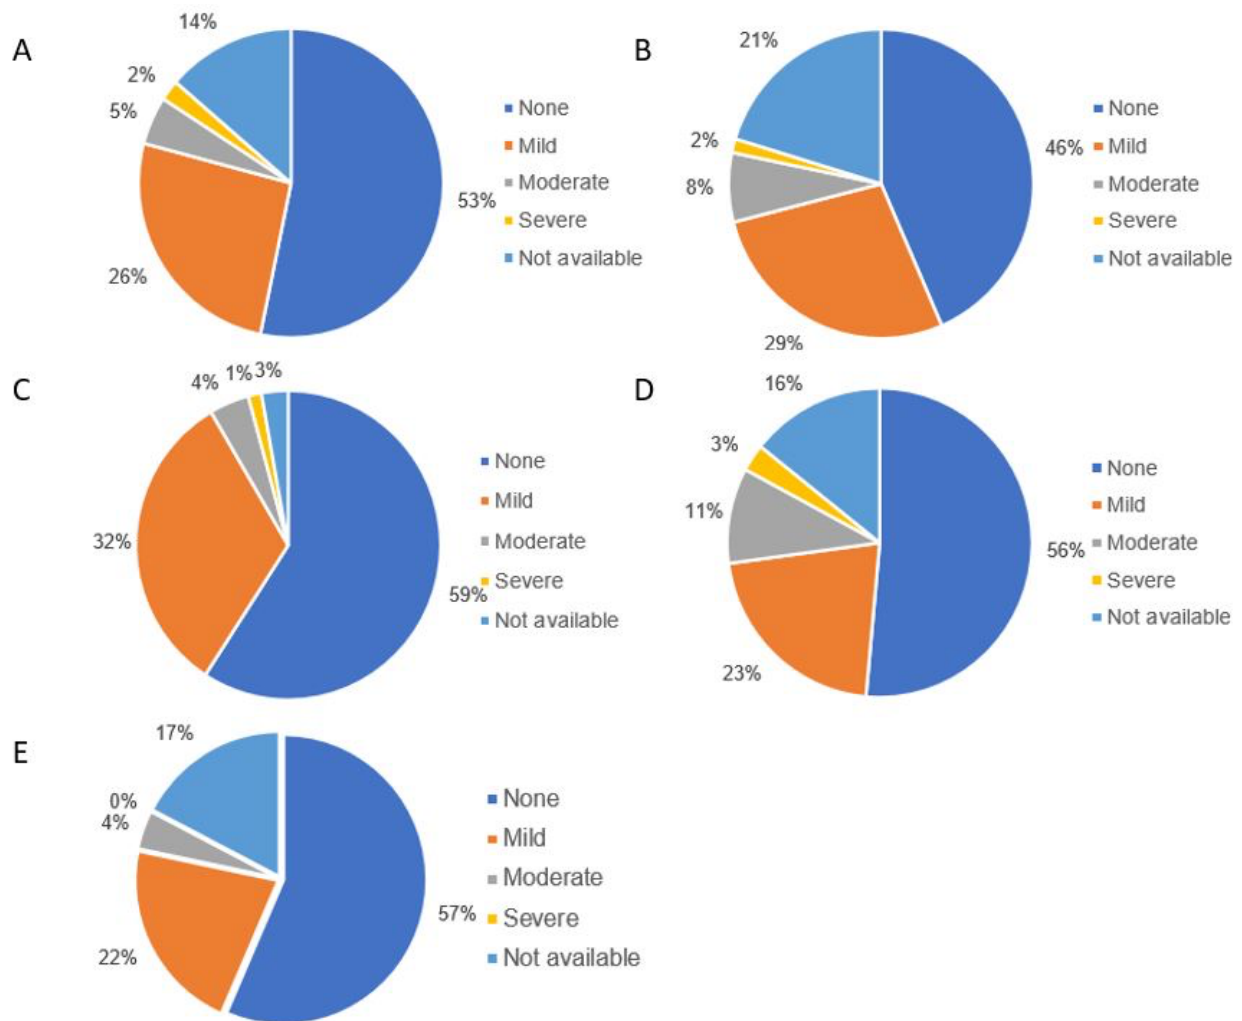 A
14%
2%
5%
26%
53%
None
Mild
Moderate
Severe
Not available
B
21%
2%
8%
29%
46%
None
Mild
Moderate
Severe
Not available
C
4%
1%
3%
32%
59%
None
Mild
Moderate
Severe
Not available
D
16%
3%
11%
23%
56%
None
Mild
Moderate
Severe
Not available
E
17%
0%
4%
22%
57%
None
Mild
Moderate
Severe
Not available